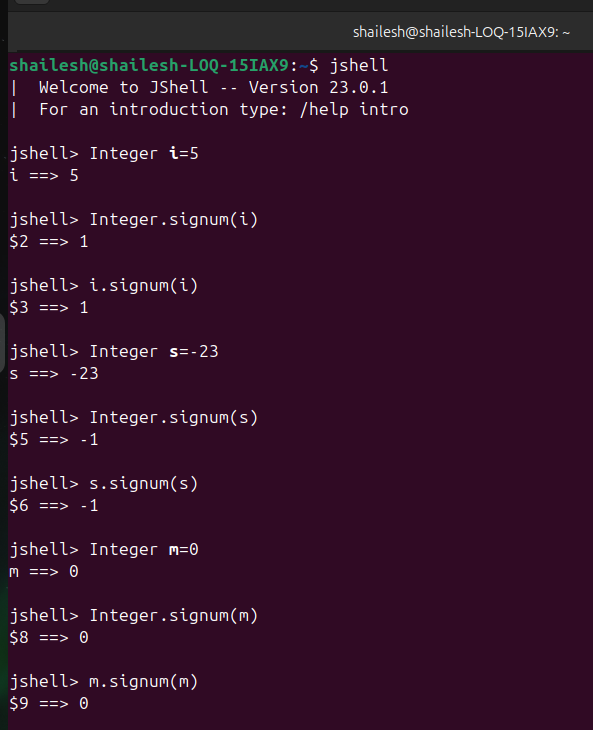 shailesh@shailesh-LOQ-15IAX9: ~
shailesh@shailesh-LOQ-15IAX9:~$ jshell
|  Welcome to JShell -- Version 23.0.1
|  For an introduction type: /help intro
jshell> Integer i=5
i ==> 5
jshell> Integer.signum(i)
$2 ==> 1
jshell> i.signum(i)
$3 ==> 1
jshell> Integer s=-23
s ==> -23
jshell> Integer.signum(s)
$5 ==> -1
jshell> s.signum(s)
$6 ==> -1
jshell> Integer m=0
m ==> 0
jshell> Integer.signum(m)
$8 ==> 0
jshell> m.signum(m)
$9 ==> 0